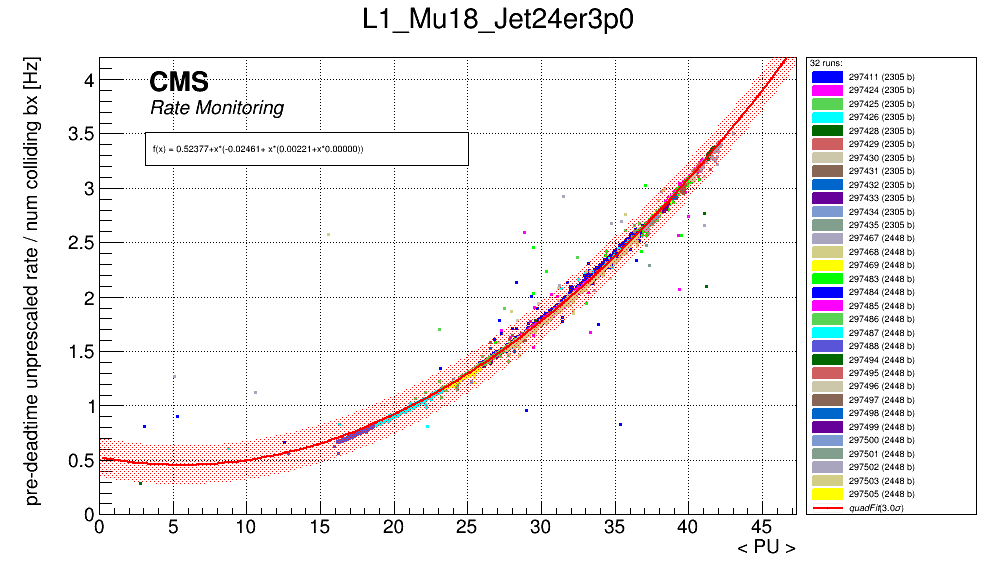 L1_Mu18_Jet24er3p0
pre-deadtime unprescaled rate / num colliding bx [Hz]
CMS
Rate Monitoring
f(x) = 0.52377+x*(-0.02461+ x*(0.00221+x*0.00000))
4
3.5
3
2.5
2
1.5
1
0.5
0
0 5 10 15 20 25 30 35 40 45
< PU >
32 runs:
297411 (2305 b)
297424 (2305 b)
297425 (2305 b)
297426 (2305 b)
297428 (2305 b)
297429 (2305 b)
297430 (2305 b)
297431 (2305 b)
297432 (2305 b)
297433 (2305 b)
297434 (2305 b)
297435 (2305 b)
297467 (2448 b)
297468 (2448 b)
297469 (2448 b)
297483 (2448 b)
297484 (2448 b)
297485 (2448 b)
297486 (2448 b)
297487 (2448 b)
297488 (2448 b)
297494 (2448 b)
297495 (2448 b)
297496 (2448 b)
297497 (2448 b)
297498 (2448 b)
297499 (2448 b)
297500 (2448 b)
297501 (2448 b)
297502 (2448 b)
297503 (2448 b)
297505 (2448 b)
quadFit(3.0σ)